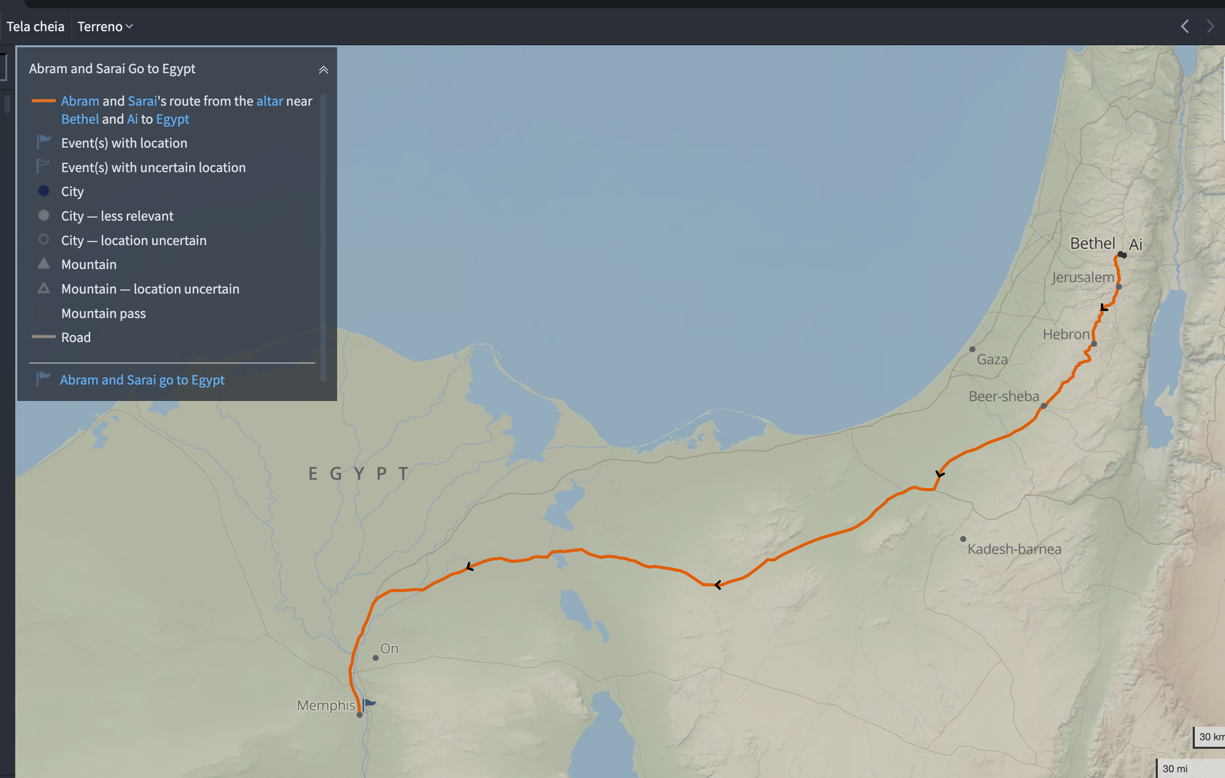 Tela cheia
Terreno
Abram and Sarai Go to Egypt
Abram and Sarai's route from the altar near
Bethel and Ai to Egypt
Event(s) with location
Event(s) with uncertain location
City
City — less relevant
City — location uncertain
Mountain
Mountain — location uncertain
Mountain pass
Road
Abram and Sarai go to Egypt
Bethel
Ai
Jerusalem
Hebron
Gaza
Beer-sheba
EGYPT
Kadesh-barnea
On
Memphis
30 km
30 mi